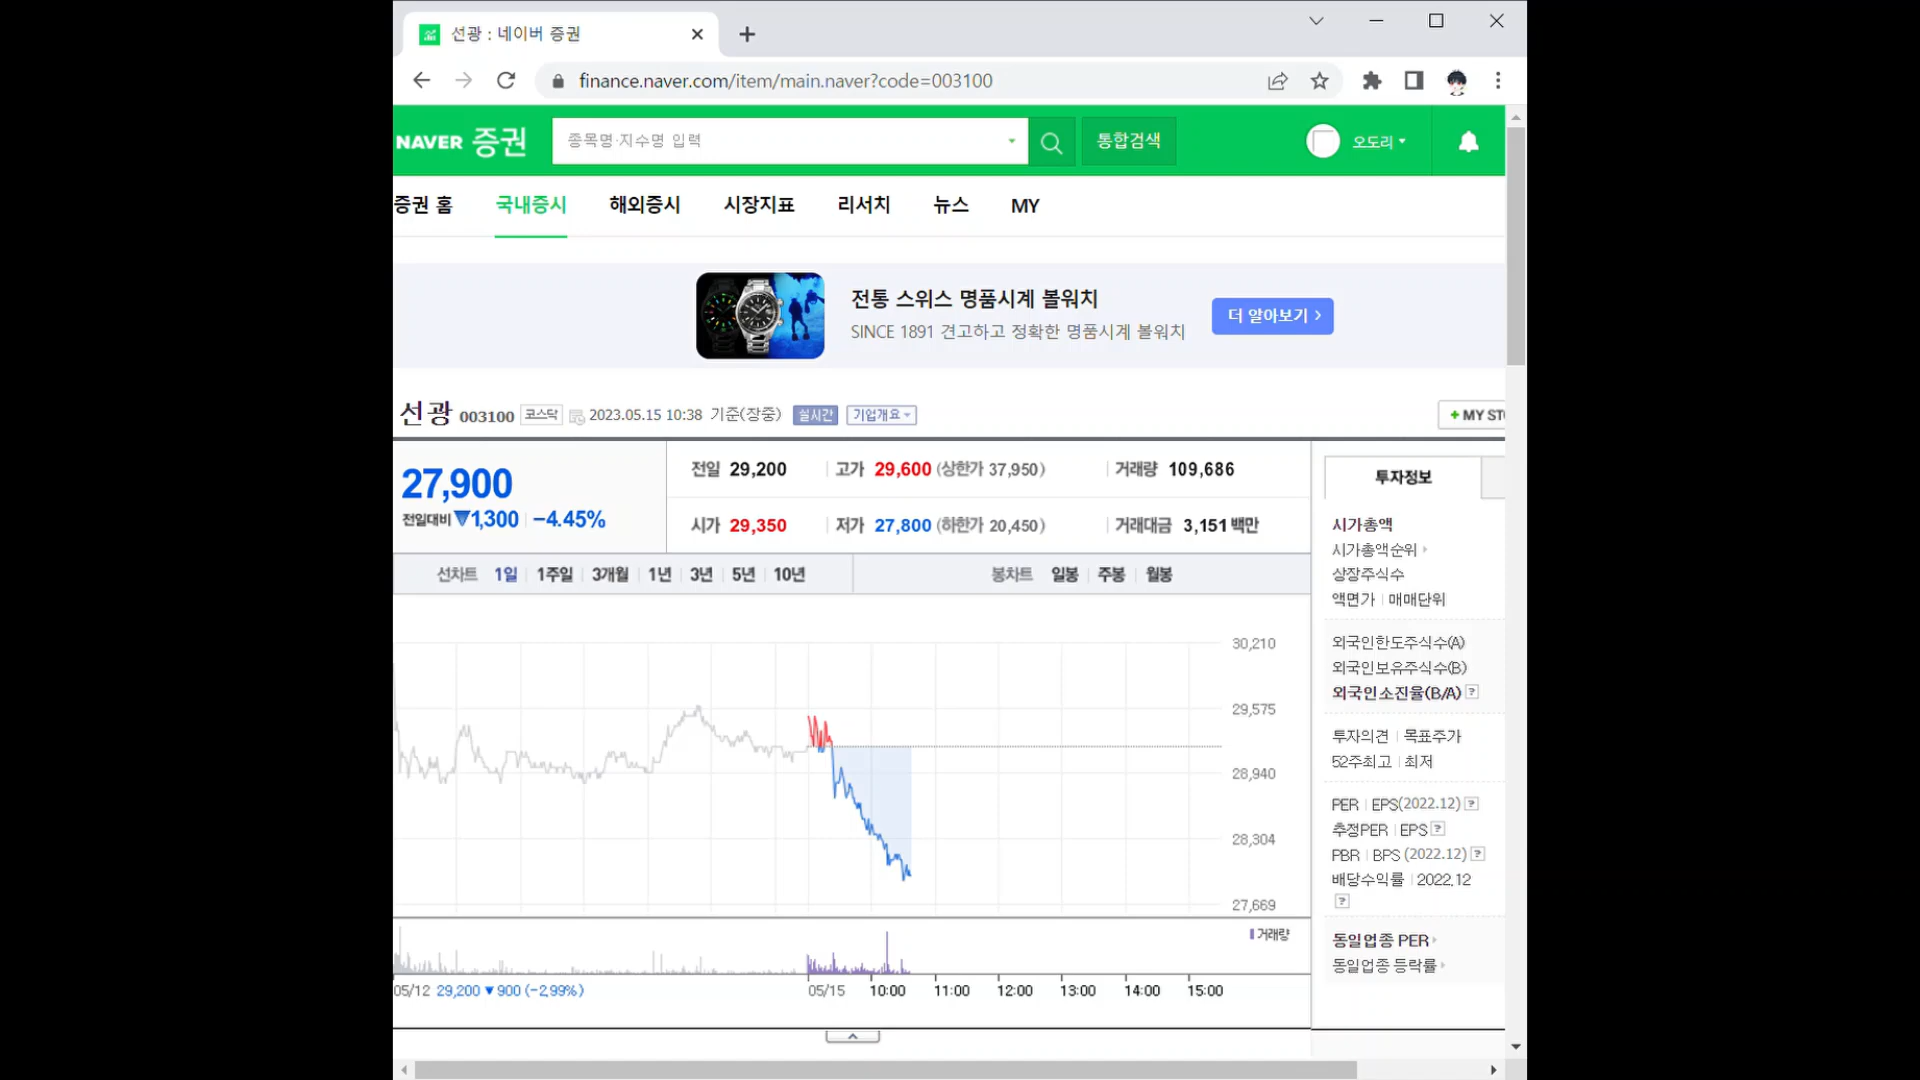 선광 : 네이버 증권
finance.naver.com/item/main.naver?code=003100
NAVER 증권
종목명·지수명 입력
통합검색
오도리
증권 홈 국내증시 해외증시 시장지표 리서치 뉴스 MY
전통 스위스 명품시계 볼워치
SINCE 1891 견고하고 정확한 명품시계 볼워치
더 알아보기 >
선광 003100 코스닥 2023.05.15 10:38 기준(장중) 실시간 기업개요
+ MY ST
27,900
전일대비 ▼1,300 -4.45%
전일 29,200 고가 29,600 (상한가 37,950) 거래량 109,686
시가 29,350 저가 27,800 (하한가 20,450) 거래대금 3,151 백만
선차트 1일 1주일 3개월 1년 3년 5년 10년
봉차트 일봉 주봉 월봉
30,210
29,575
28,940
28,304
27,669
거래량
05/12 29,200 ▼ 900 (-2,99%)
05/15 10:00 11:00 12:00 13:00 14:00 15:00
투자정보
시가총액
시가총액순위
상장주식수
액면가 | 매매단위
외국인한도주식수(A)
외국인보유주식수(B)
외국인소진율(B/A) ?
투자의견 | 목표주가
52주최고 | 최저
PER | EPS(2022.12) ?
추정PER | EPS ?
PBR | BPS (2022.12) ?
배당수익률 | 2022.12
?
동일업종 PER
동일업종 등락률